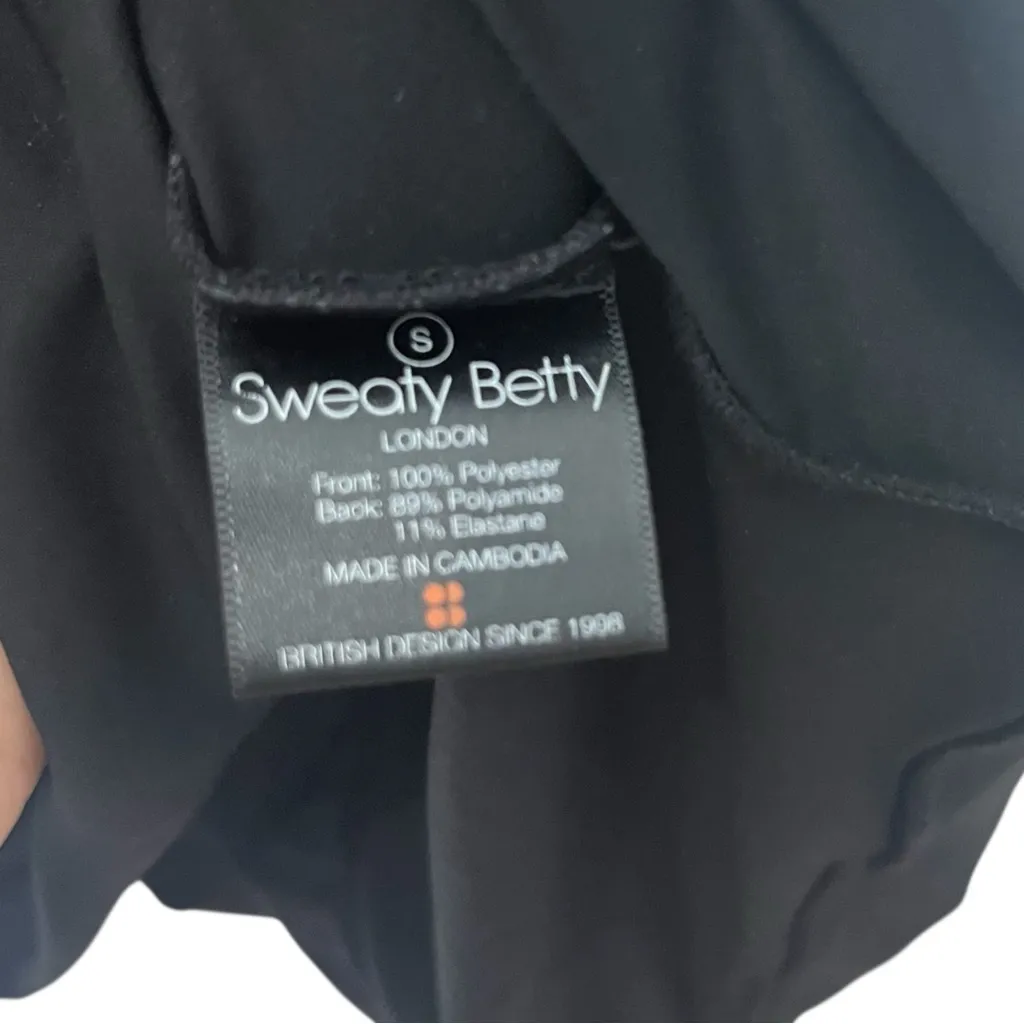 S
Sweaty Betty
LONDON
Front: 100% Polyester
Back: 89% Polyamide
11% Elastane
MADE IN CAMBODIA
BRITISH DESIGN SINCE 1998